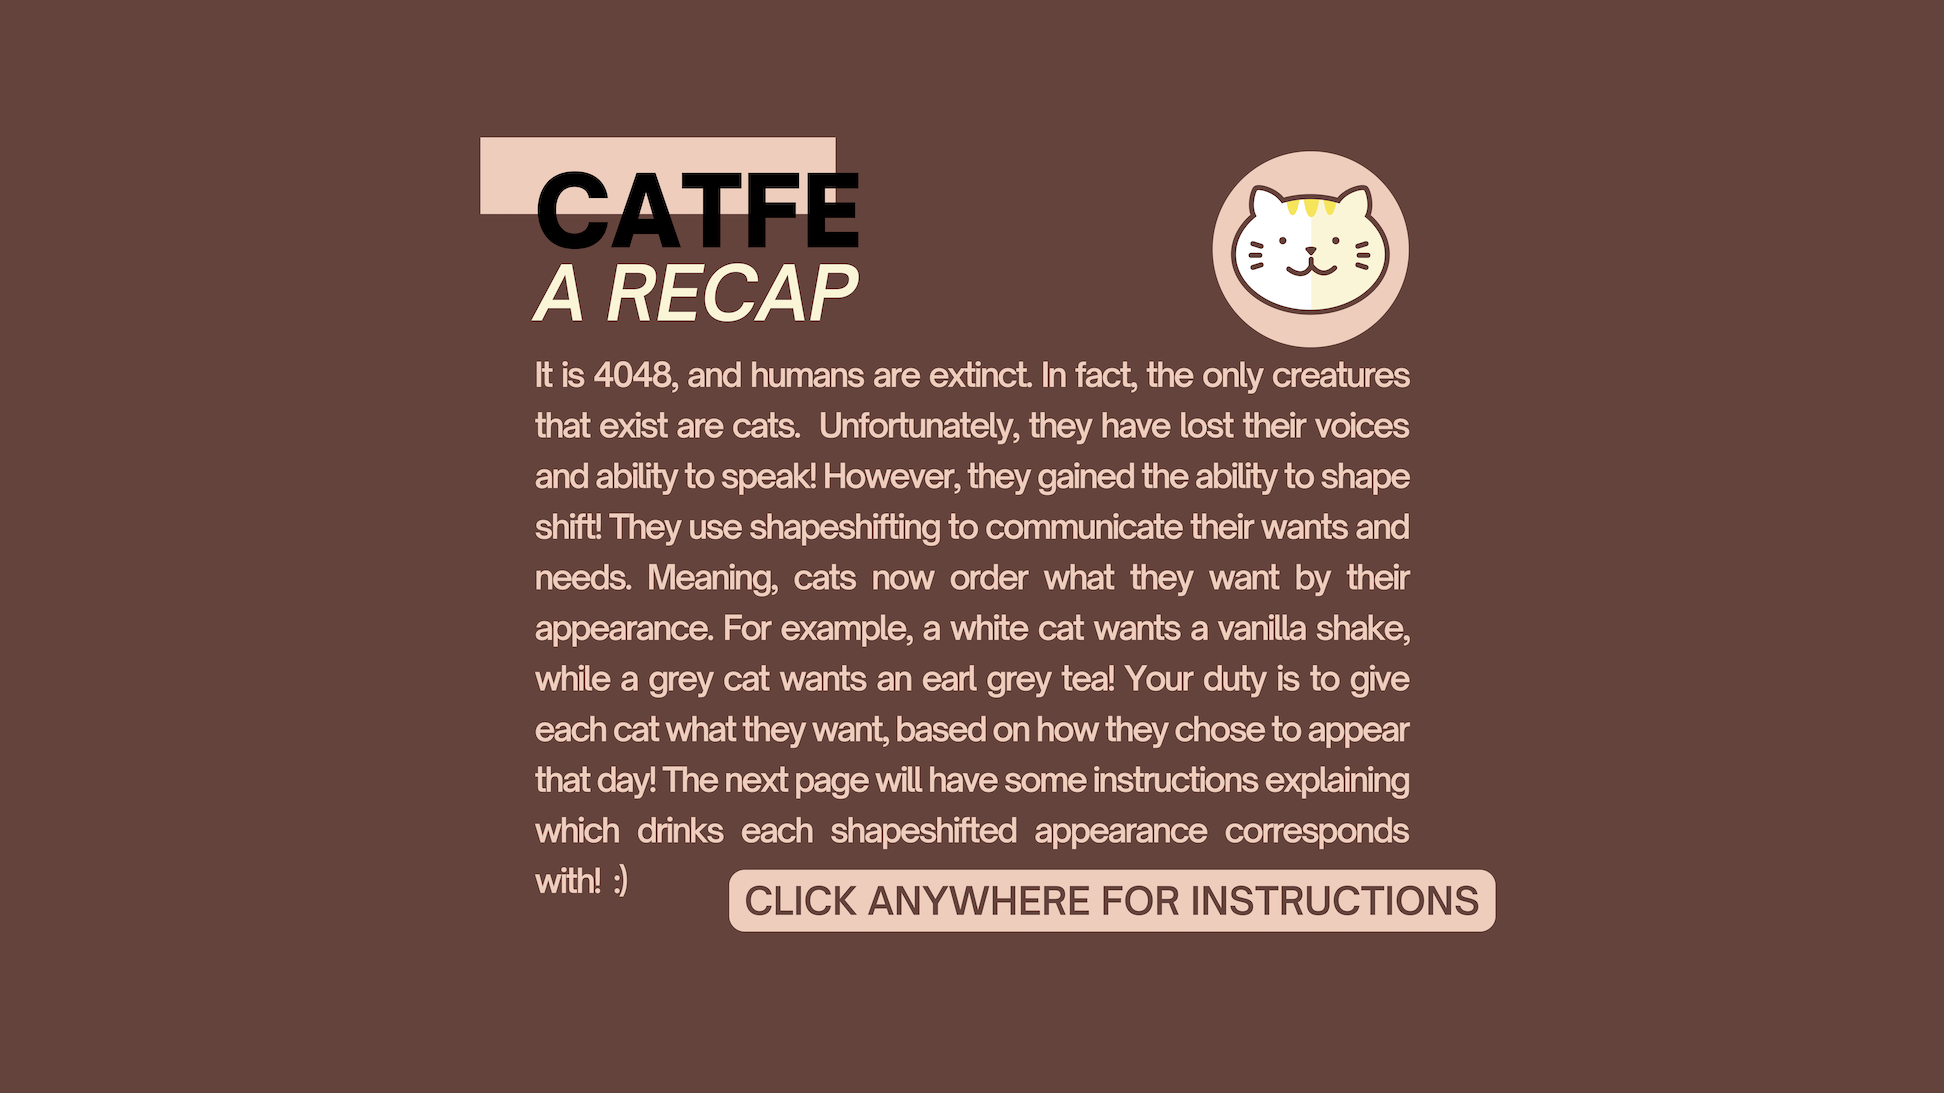 CATFE
A RECAP
It is 4048, and humans are extinct. In fact, the only creatures
that exist are cats.  Unfortunately, they have lost their voices
and ability to speak! However, they gained the ability to shape
shift! They use shapeshifting to communicate their wants and
needs. Meaning, cats now order what they want by their
appearance. For example, a white cat wants a vanilla shake,
while a grey cat wants an earl grey tea! Your duty is to give
each cat what they want, based on how they chose to appear
that day! The next page will have some instructions explaining
which drinks each shapeshifted appearance corresponds
with!  :)
CLICK ANYWHERE FOR INSTRUCTIONS